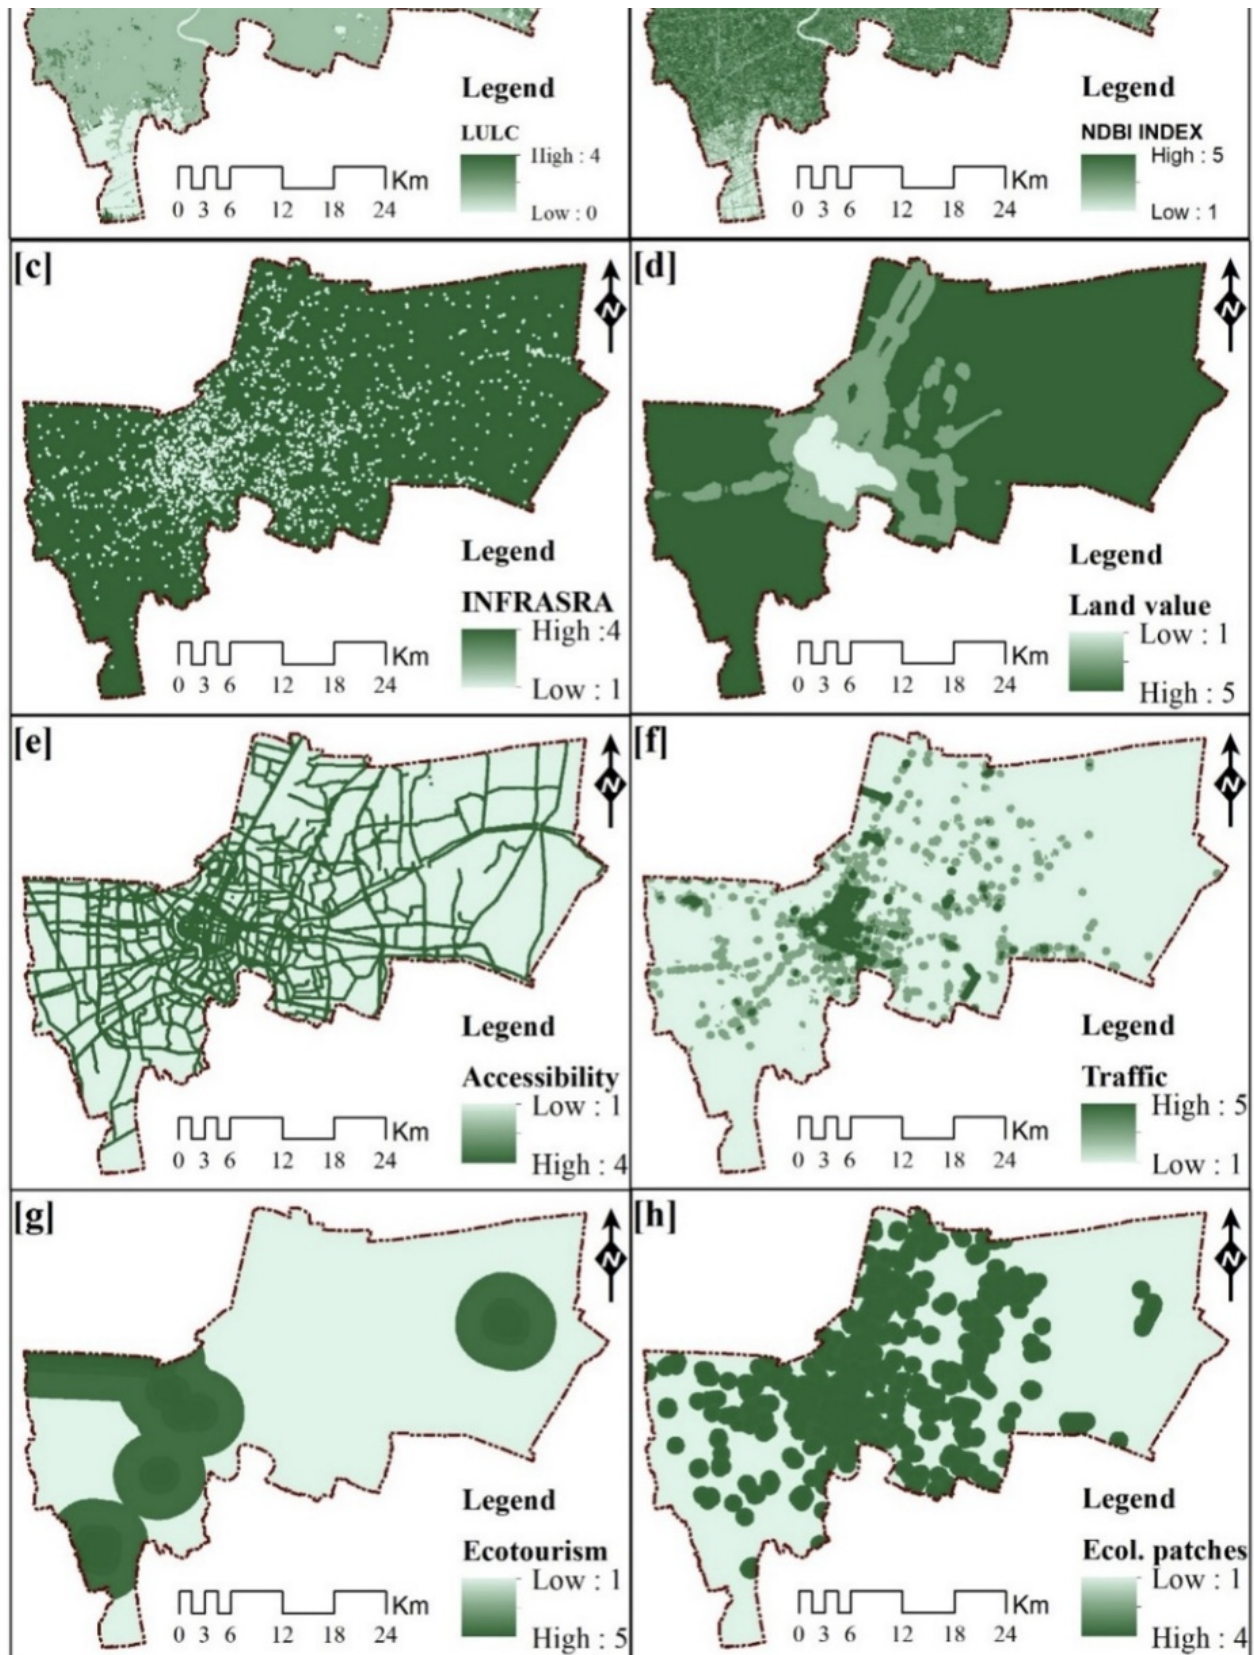 Legend
LULC
High : 4
Low : 0
Km
0 3 6 12 18 24
Legend
NDBI INDEX
High : 5
Low : 1
Km
0 3 6 12 18 24
[c]
N
Legend
INFRASRA
High :4
Low : 1
Km
0 3 6 12 18 24
[d]
N
Legend
Land value
Low : 1
High : 5
Km
0 3 6 12 18 24
[e]
N
Legend
Accessibility
Low : 1
High : 4
Km
0 3 6 12 18 24
[f]
N
Legend
Traffic
High : 5
Low : 1
Km
0 3 6 12 18 24
[g]
N
Legend
Ecotourism
Low : 1
High : 5
Km
0 3 6 12 18 24
[h]
N
Legend
Ecol. patches
Low : 1
High : 4
Km
0 3 6 12 18 24